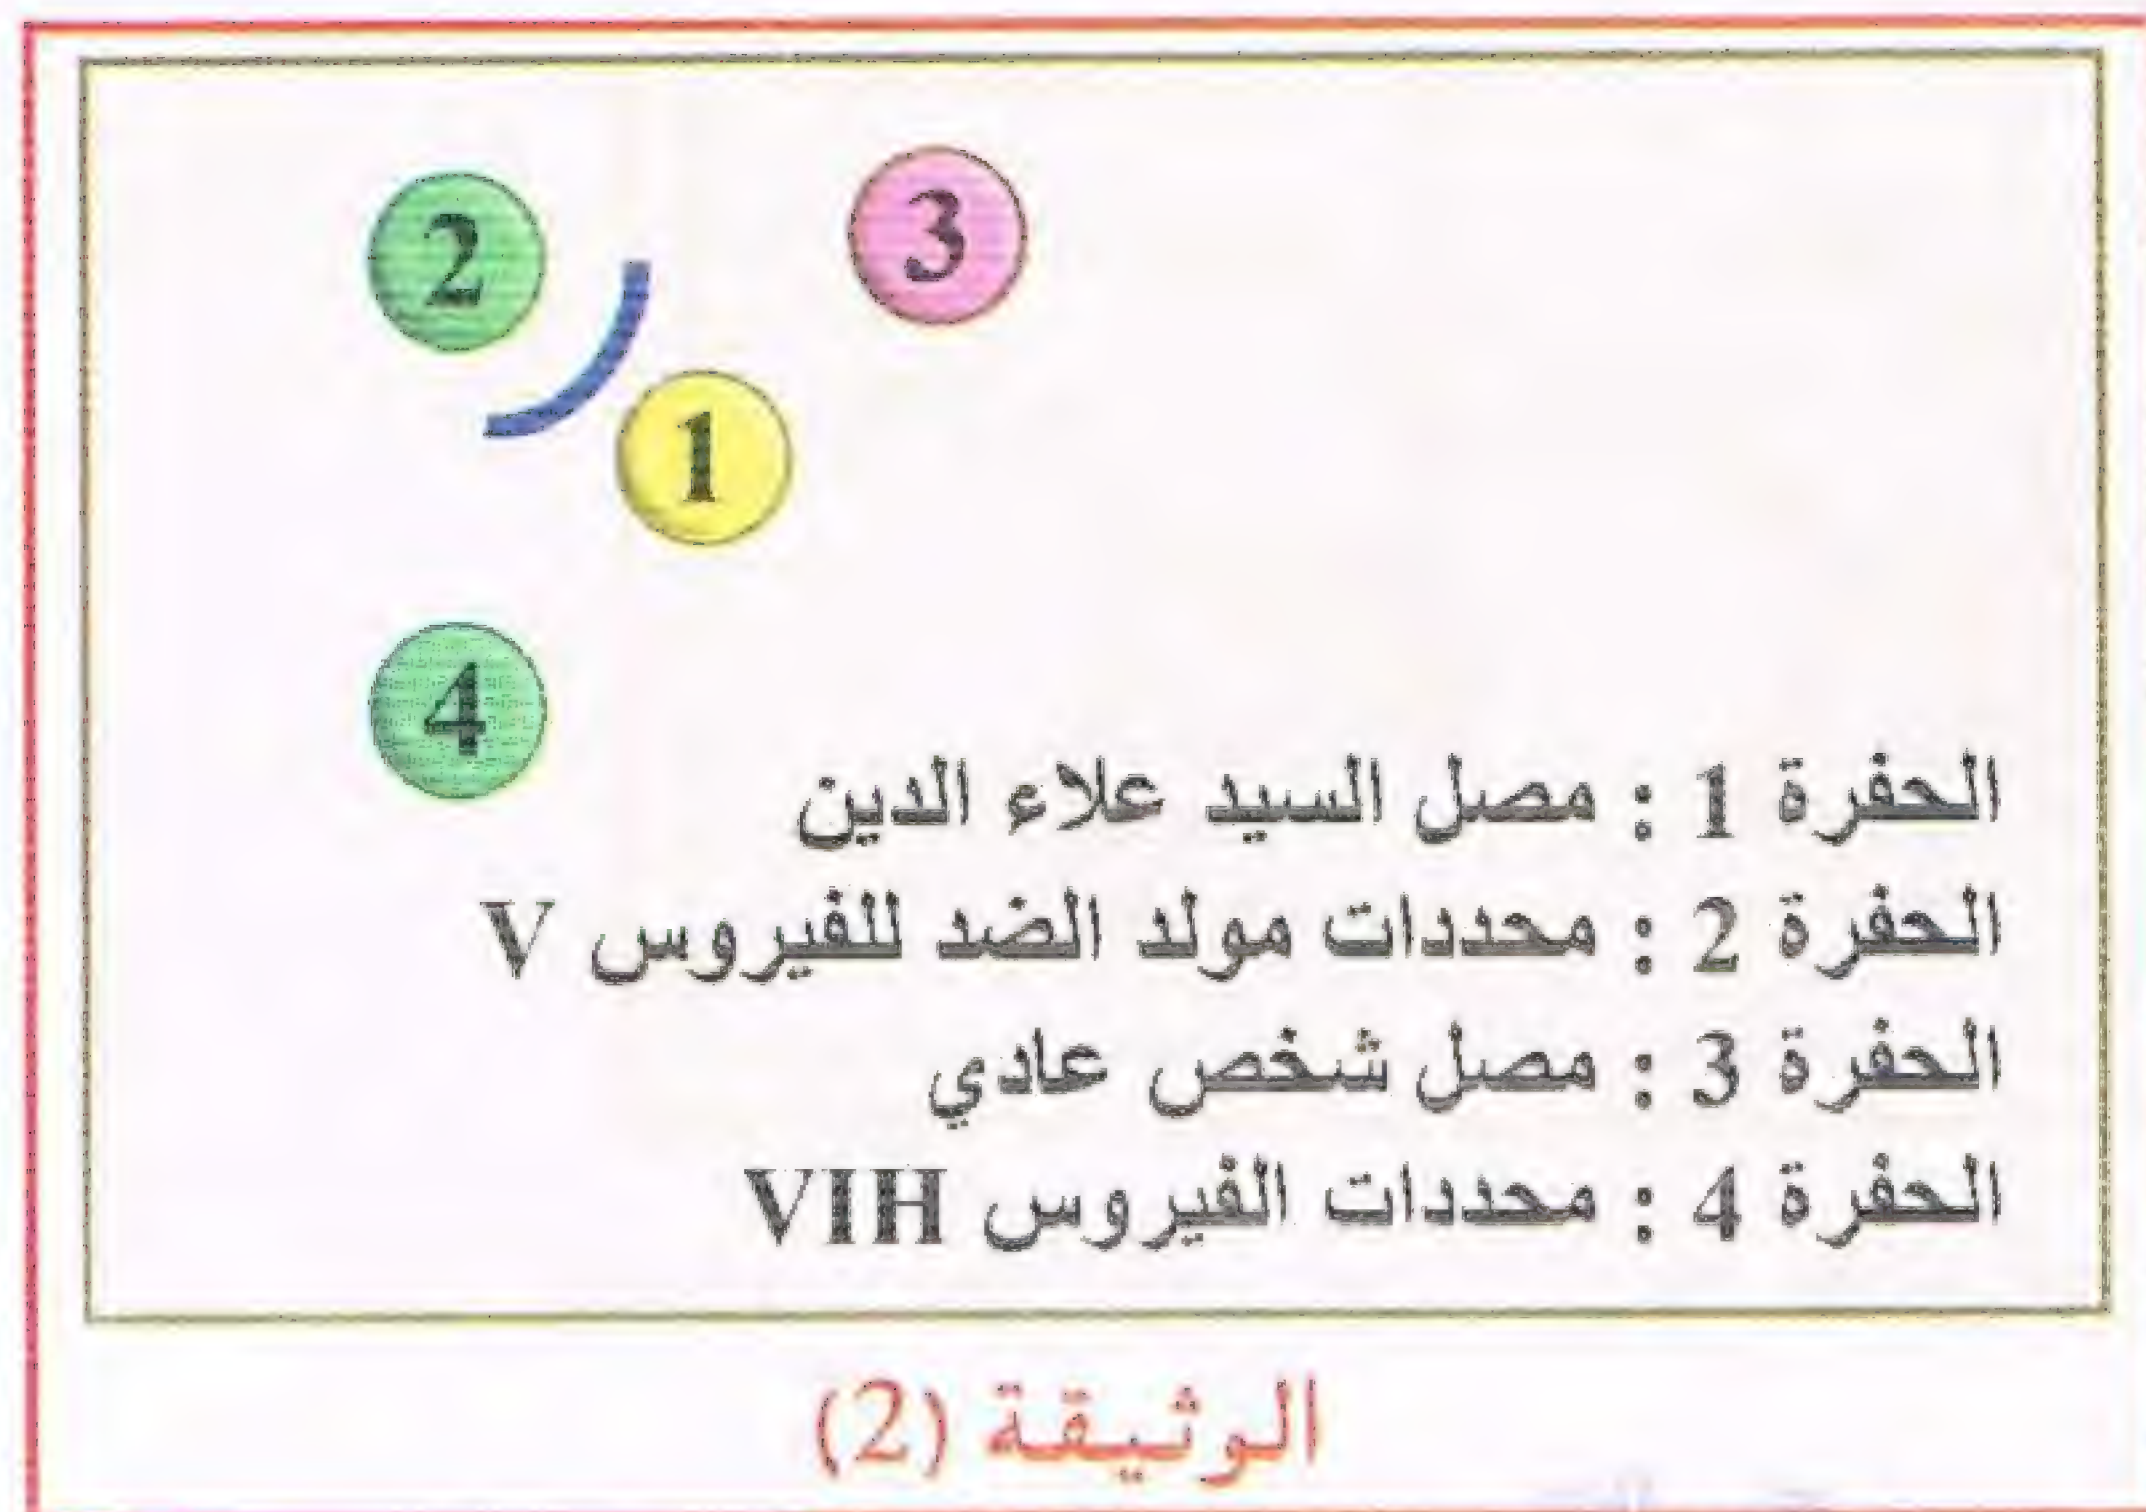 2
3
1
4
الحفرة 1 : مصل السيد علاء الدين
الحفرة 2 : محددات مولد الضد للفيروس V
الحفرة 3 : مصل شخص عادي
الحفرة 4 : محددات الفيروس VIH
الوثيقة (2)